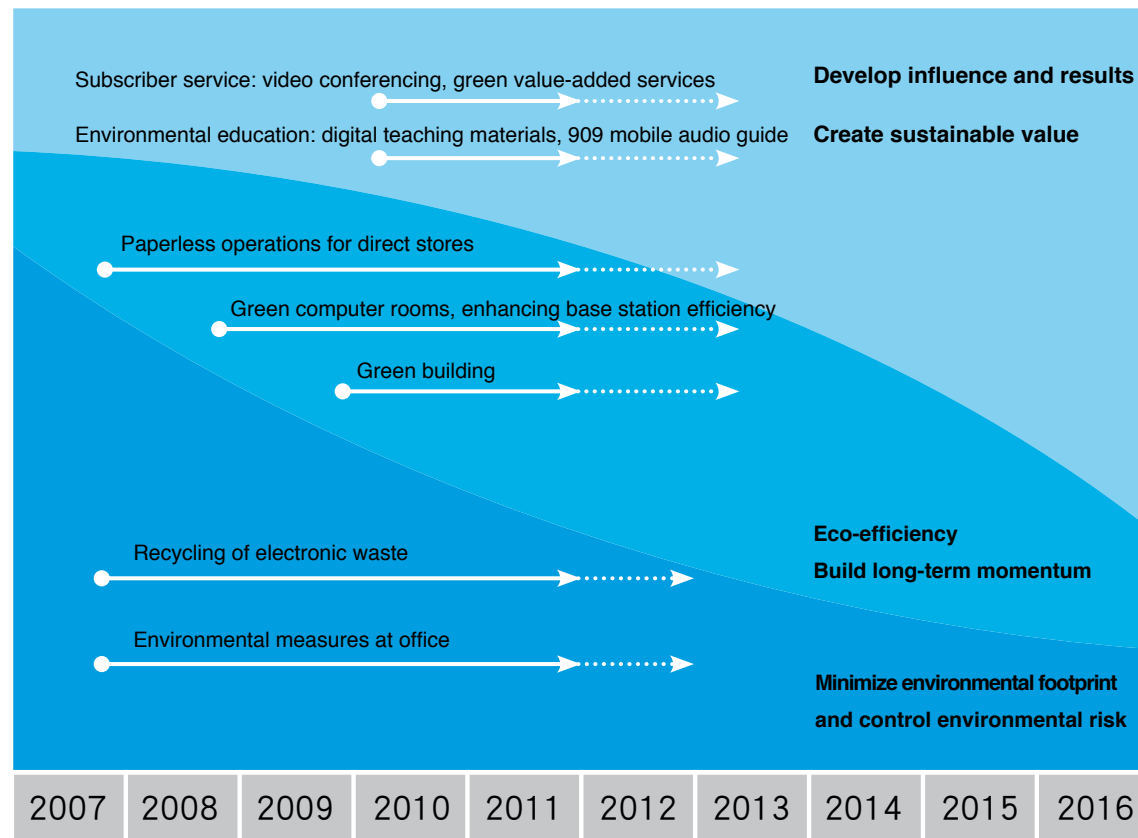 Subscriber service: video conferencing, green value-added services
Develop influence and results
Environmental education: digital teaching materials, 909 mobile audio guide
Create sustainable value
Paperless operations for direct stores
Green computer rooms, enhancing base station efficiency
Green building
Eco-efficiency
Build long-term momentum
Recycling of electronic waste
Environmental measures at office
Minimize environmental footprint
and control environmental risk
2007 2008 2009 2010 2011 2012 2013 2014 2015 2016